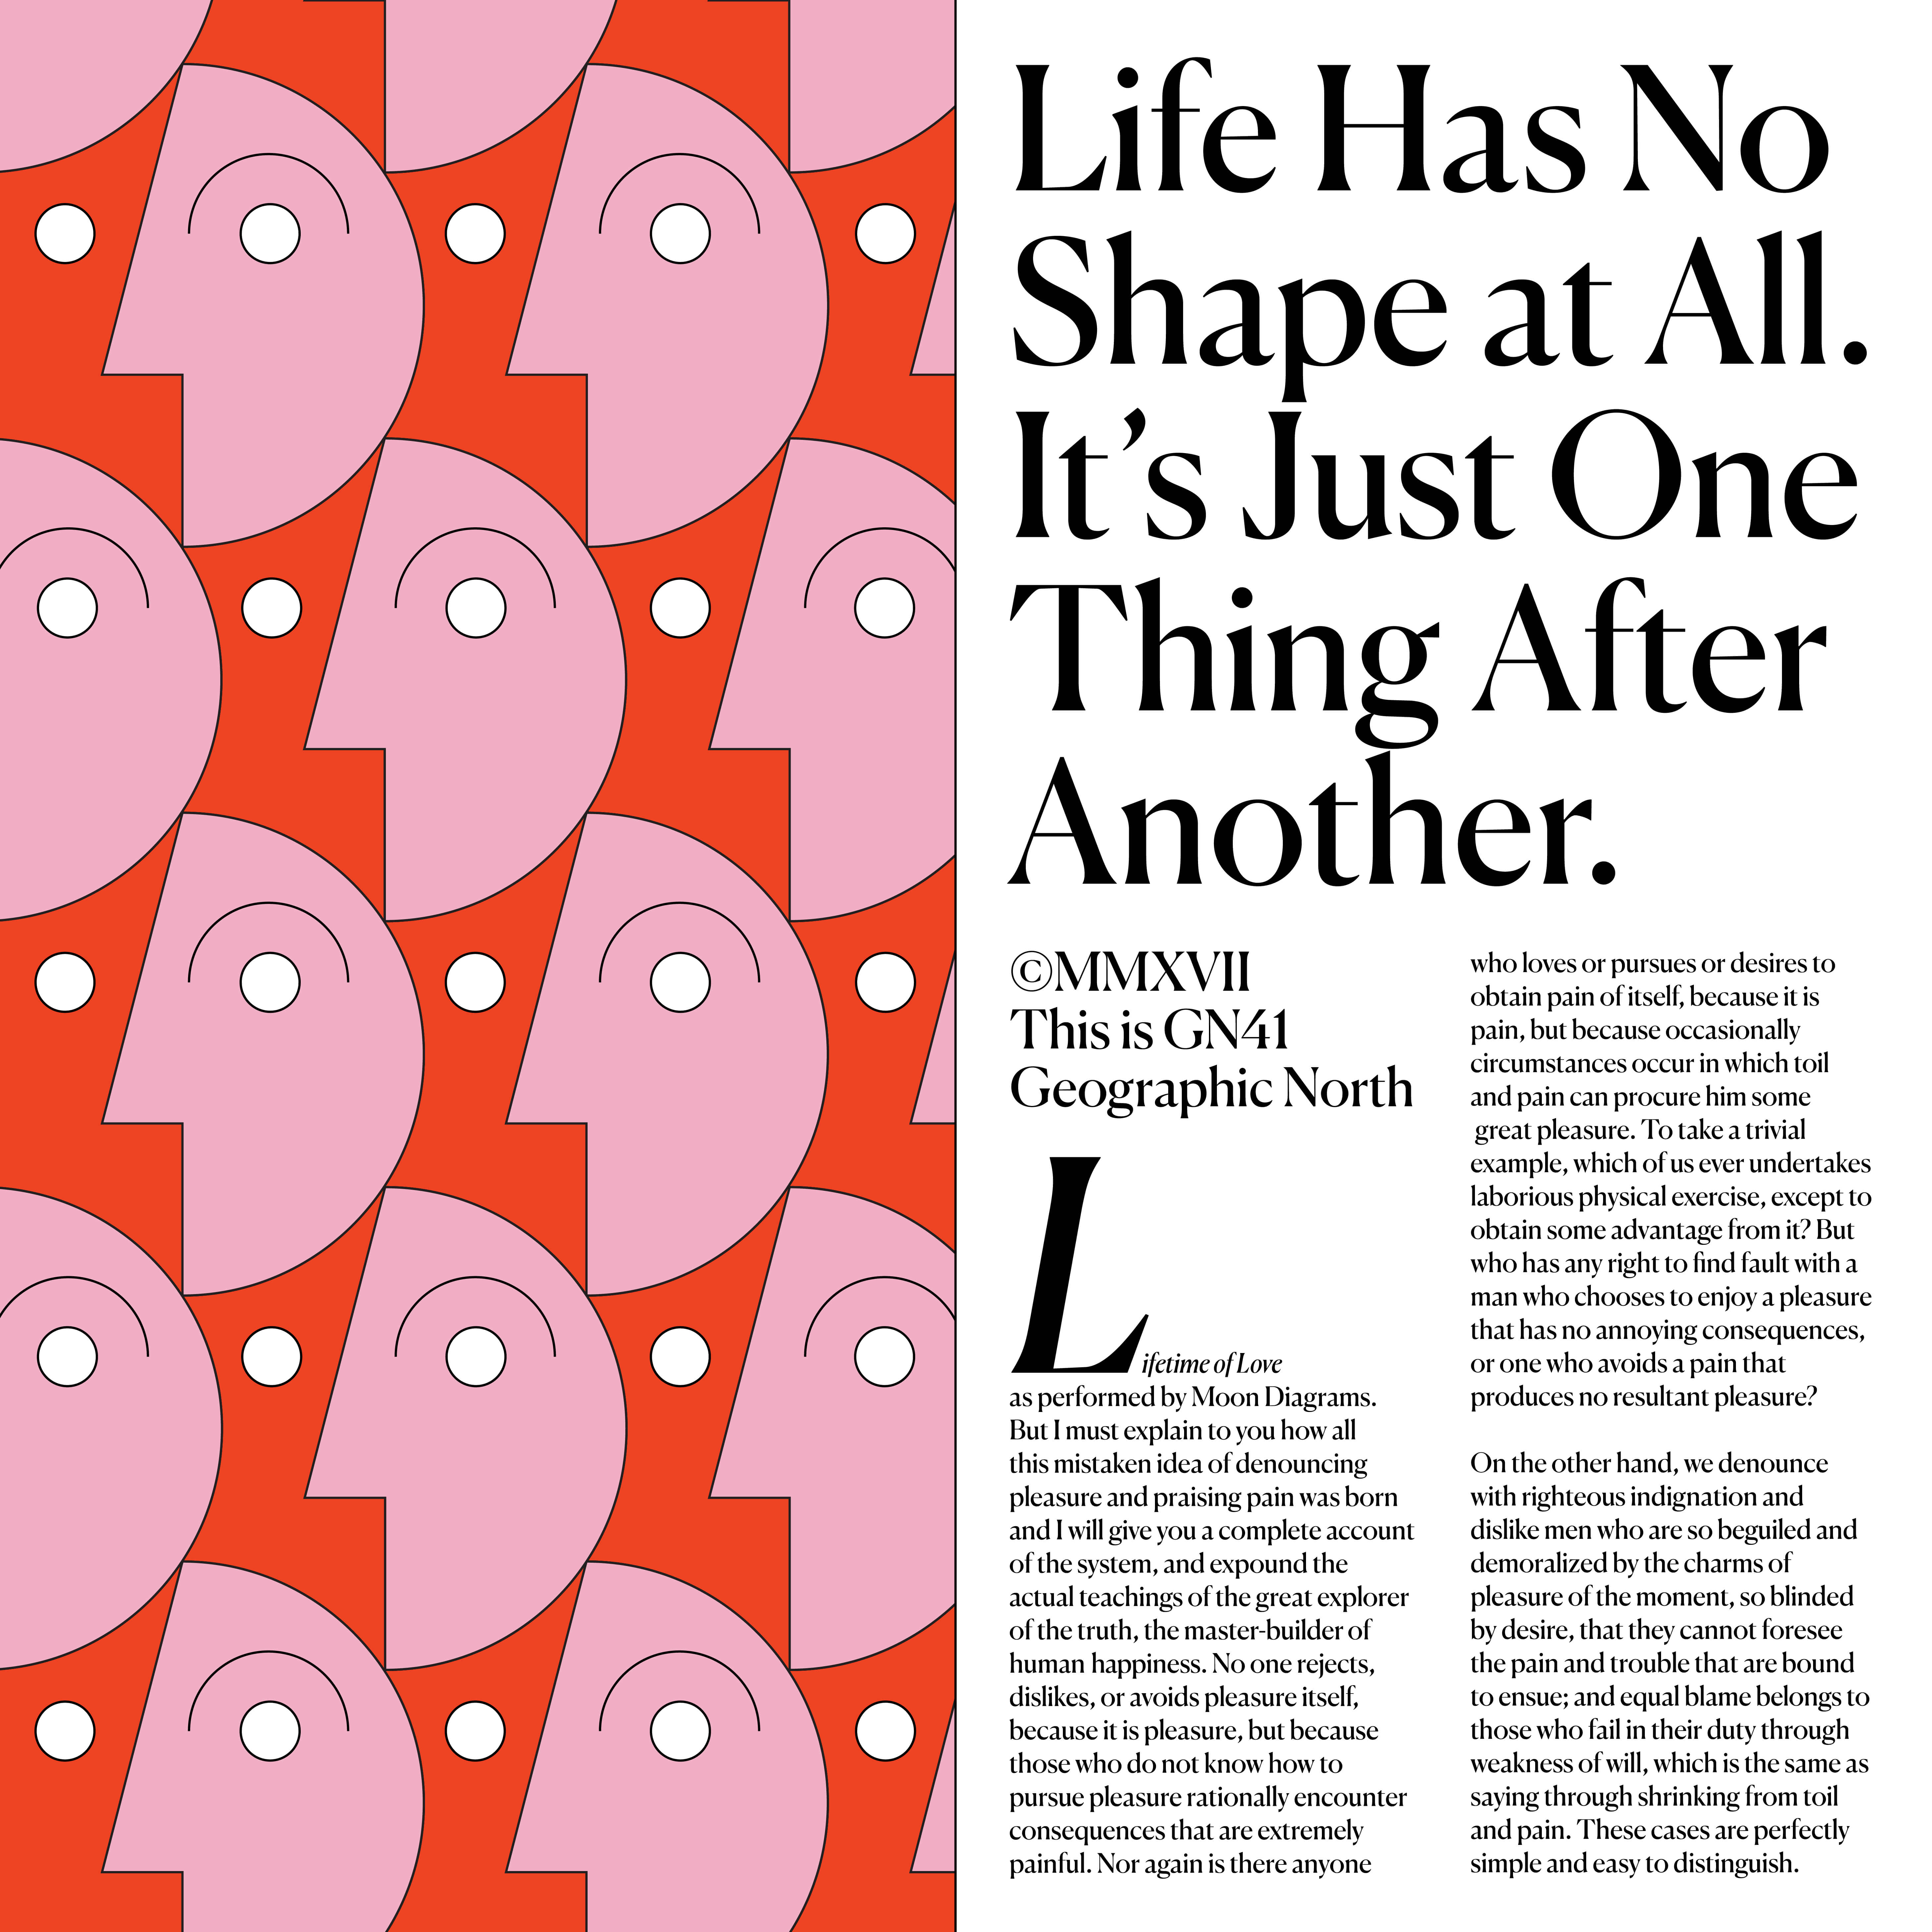 Life Has No
Shape at All.
It’s Just One
Thing After
Another.
©MMXVII
This is GN41
Geographic North
Lifetime of Love
as performed by Moon Diagrams.
But I must explain to you how all
this mistaken idea of denouncing
pleasure and praising pain was born
and I will give you a complete account
of the system, and expound the
actual teachings of the great explorer
of the truth, the master-builder of
human happiness. No one rejects,
dislikes, or avoids pleasure itself,
because it is pleasure, but because
those who do not know how to
pursue pleasure rationally encounter
consequences that are extremely
painful. Nor again is there anyone
who loves or pursues or desires to
obtain pain of itself, because it is
pain, but because occasionally
circumstances occur in which toil
and pain can procure him some
great pleasure. To take a trivial
example, which of us ever undertakes
laborious physical exercise, except to
obtain some advantage from it? But
who has any right to find fault with a
man who chooses to enjoy a pleasure
that has no annoying consequences,
or one who avoids a pain that
produces no resultant pleasure?
On the other hand, we denounce
with righteous indignation and
dislike men who are so beguiled and
demoralized by the charms of
pleasure of the moment, so blinded
by desire, that they cannot foresee
the pain and trouble that are bound
to ensue; and equal blame belongs to
those who fail in their duty through
weakness of will, which is the same as
saying through shrinking from toil
and pain. These cases are perfectly
simple and easy to distinguish.